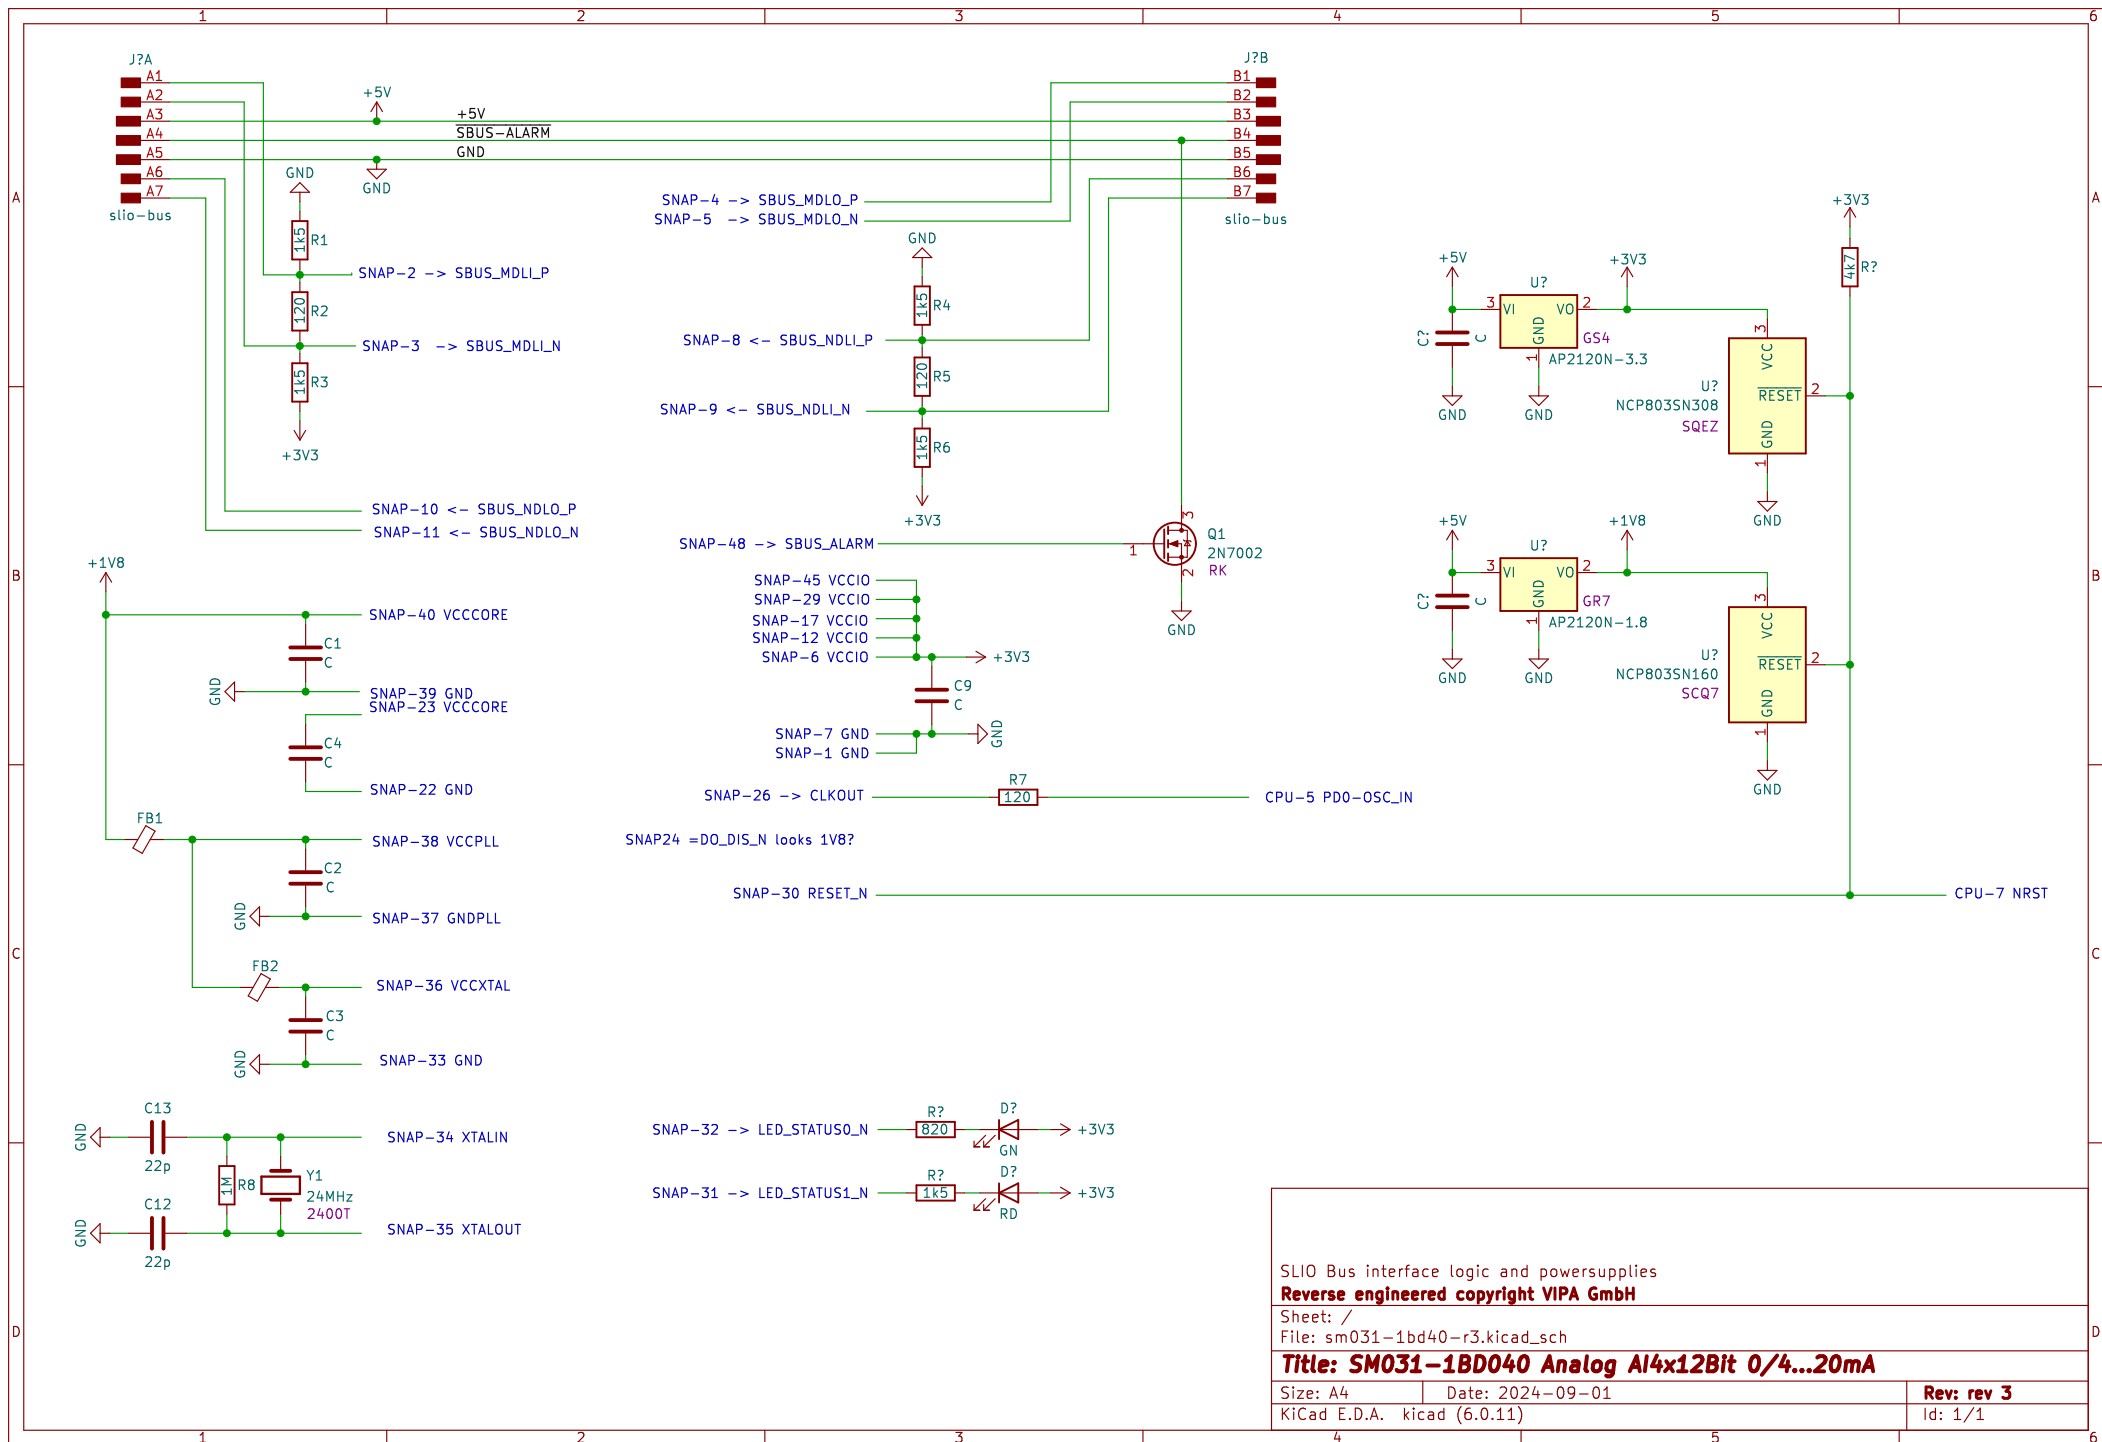 1 2 3 4 5 6
A
B
C
D
A
B
C
D
J?A
A1
A2
A3
A4
A5
A6
A7
slio-bus
+5V
+5V
SBUS-ALARM
GND
GND
J?B
B1
B2
B3
B4
B5
B6
B7
slio-bus
GND
1k5 R1
SNAP-2 -> SBUS_MDLI_P
120 R2
SNAP-3  -> SBUS_MDLI_N
1k5 R3
+3V3
SNAP-10 <- SBUS_NDLO_P
SNAP-11 <- SBUS_NDLO_N
SNAP-4 -> SBUS_MDLO_P
SNAP-5  -> SBUS_MDLO_N
GND
1k5 R4
SNAP-8 <- SBUS_NDLI_P
120 R5
SNAP-9 <- SBUS_NDLI_N
1k5 R6
+3V3
SNAP-48 -> SBUS_ALARM
1
3
2
Q1
2N7002
RK
GND
SNAP-45 VCCIO
SNAP-29 VCCIO
SNAP-17 VCCIO
SNAP-12 VCCIO
SNAP-6 VCCIO
+3V3
C9
C
SNAP-7 GND
GND
SNAP-1 GND
SNAP-26 -> CLKOUT
R7
120
CPU-5 PD0-OSC_IN
SNAP24 =DO_DIS_N looks 1V8?
SNAP-30 RESET_N
CPU-7 NRST
+1V8
SNAP-40 VCCCORE
C1
C
GND
SNAP-39 GND
SNAP-23 VCCCORE
C4
C
SNAP-22 GND
FB1
SNAP-38 VCCPLL
C2
C
GND
SNAP-37 GNDPLL
FB2
SNAP-36 VCCXTAL
C3
C
GND
SNAP-33 GND
C13
GND
22p
SNAP-34 XTALIN
1M R8
Y1
24MHz
2400T
C12
GND
22p
SNAP-35 XTALOUT
SNAP-32 -> LED_STATUS0_N
R?
820
D?
GN
+3V3
SNAP-31 -> LED_STATUS1_N
R?
1k5
D?
RD
+3V3
+5V
C?
C
GND
U?
3 VI VO 2
GND
1
GS4
AP2120N-3.3
GND
+3V3
3
VCC
U?
NCP803SN308
SQEZ
RESET 2
GND
1
GND
+3V3
4k7 R?
+5V
C?
C
GND
U?
3 VI VO 2
GND
1
GR7
AP2120N-1.8
GND
+1V8
3
VCC
U?
NCP803SN160
SCQ7
RESET 2
GND
1
GND
SLIO Bus interface logic and powersupplies
Reverse engineered copyright VIPA GmbH
Sheet: /
File: sm031-1bd40-r3.kicad_sch
Title: SM031-1BD040 Analog AI4x12Bit 0/4...20mA
Size: A4 Date: 2024-09-01 Rev: rev 3
KiCad E.D.A.  kicad (6.0.11) Id: 1/1
1 2 3 4 5 6